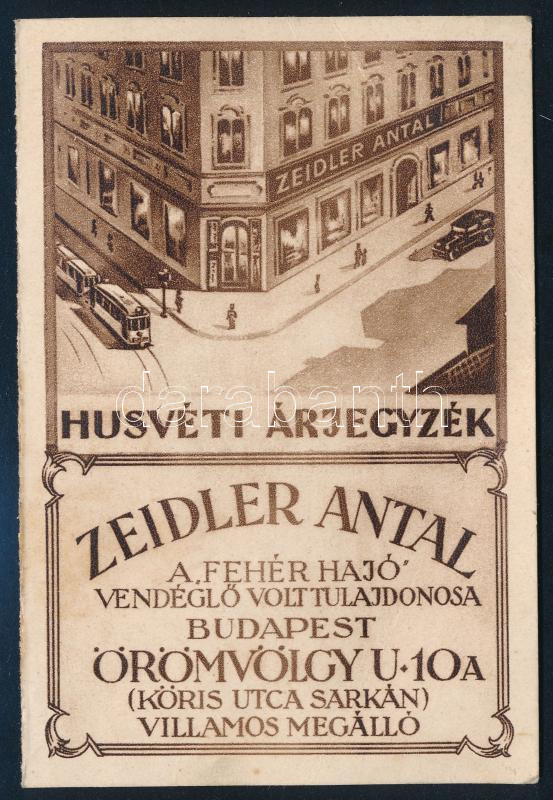 ZEIDLER ANTAL
darabanth
HUSVÉTI ÁRJEGYZÉK
ZEIDLER ANTAL
A „FEHÉR HAJÓ”
VENDÉGLŐ VOLT TULAJDONOSA
BUDAPEST
ÖRÖMVÖLGY U·10A
(KÖRIS UTCA SARKÁN)
VILLAMOS MEGÁLLÓ